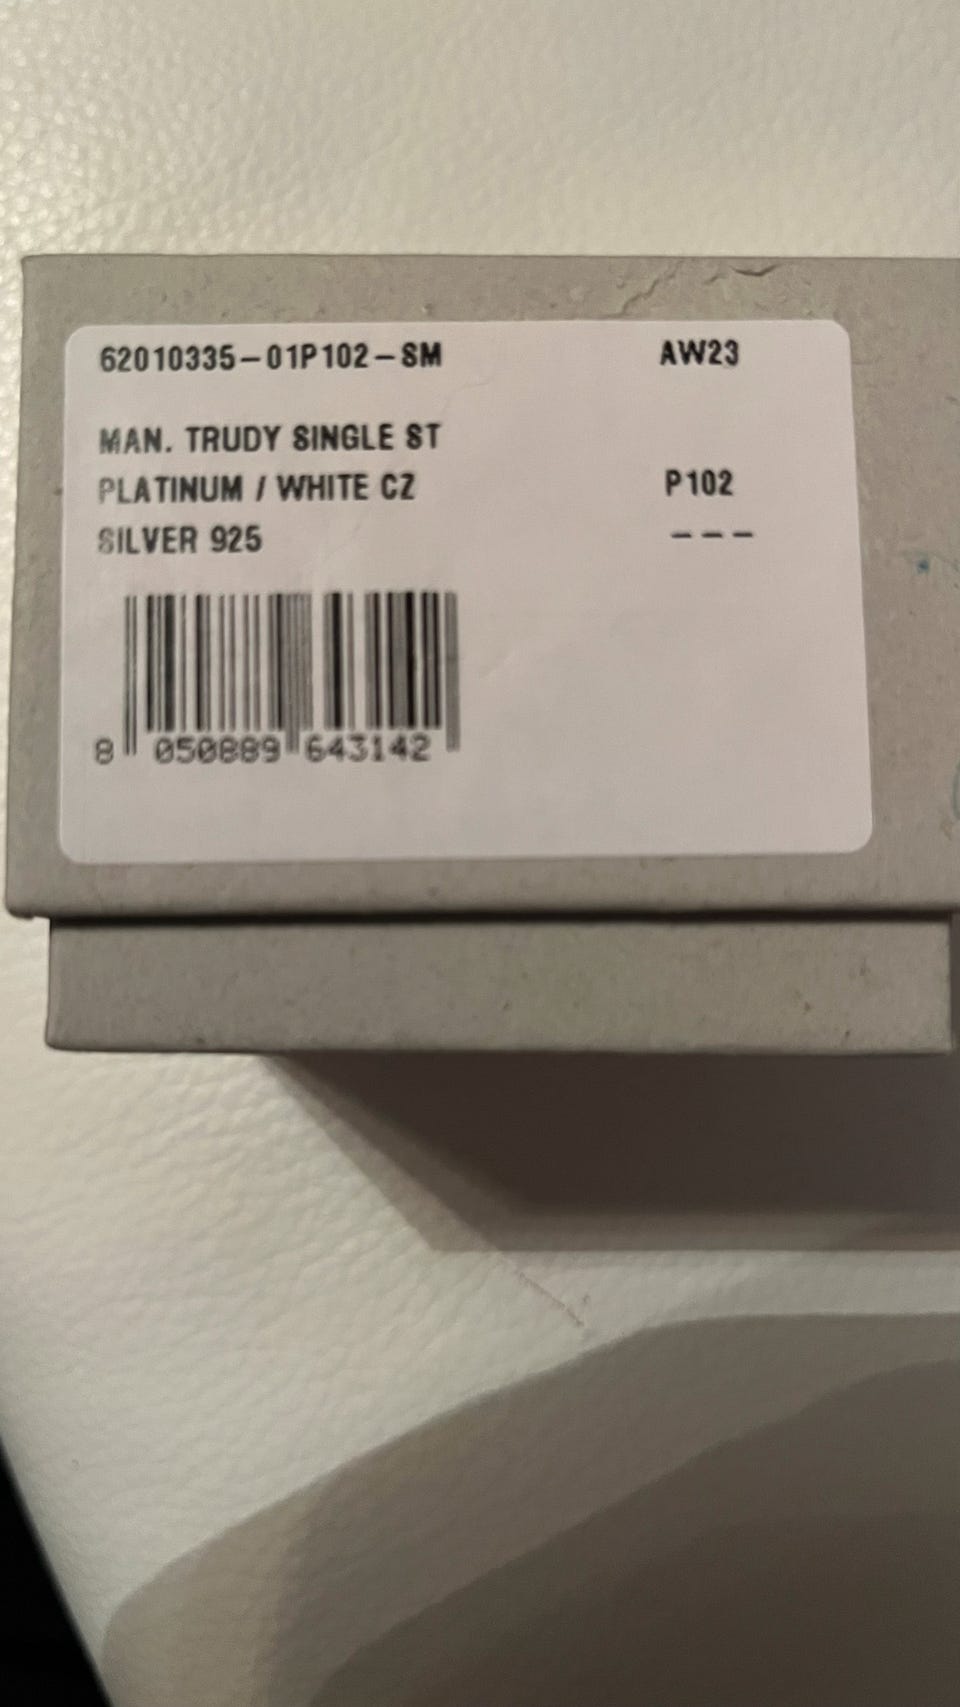 62010335-01P102-SM AW23
MAN. TRUDY SINGLE ST
PLATINUM / WHITE CZ P102
SILVER 925 ---
8 050889 643142